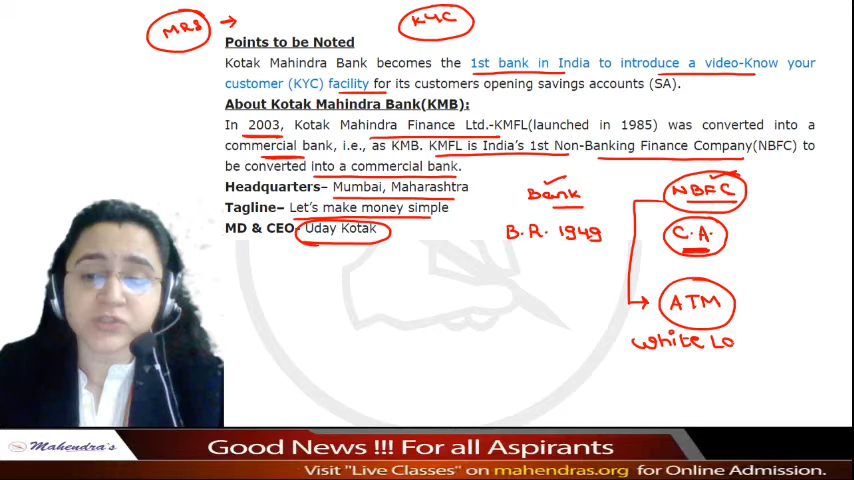 MRS →
KYC
Points to be Noted
Kotak Mahindra Bank becomes the 1st bank in India to introduce a video-Know your
customer (KYC) facility for its customers opening savings accounts (SA).
About Kotak Mahindra Bank(KMB):
In 2003, Kotak Mahindra Finance Ltd.-KMFL(launched in 1985) was converted into a
commercial bank, i.e., as KMB. KMFL is India's 1st Non-Banking Finance Company(NBFC) to
be converted into a commercial bank.
Headquarters– Mumbai, Maharashtra
Tagline– Let's make money simple
MD & CEO– Uday Kotak
Bank
B.R. 1949
NBFC
C.A.
ATM
White Lo
Mahendra's
Good News !!! For all Aspirants
Visit "Live Classes" on mahendras.org for Online Admission.